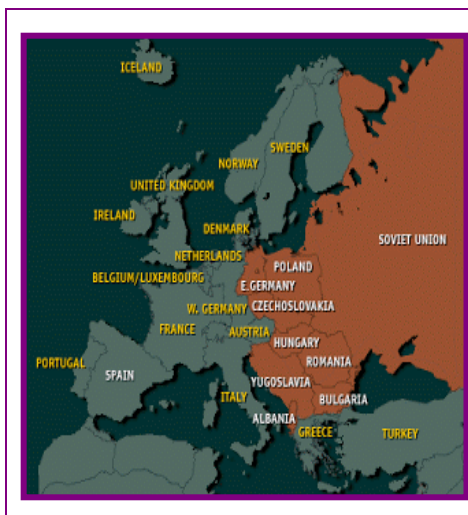 ICELAND
SWEDEN
NORWAY
UNITED KINGDOM
IRELAND
DENMARK
SOVIET UNION
NETHERLANDS
POLAND
BELGIUM/LUXEMBOURG
E.GERMANY
W. GERMANY
CZECHOSLOVAKIA
FRANCE
AUSTRIA
HUNGARY
PORTUGAL
ROMANIA
SPAIN
YUGOSLAVIA
ITALY
BULGARIA
ALBANIA
GREECE
TURKEY